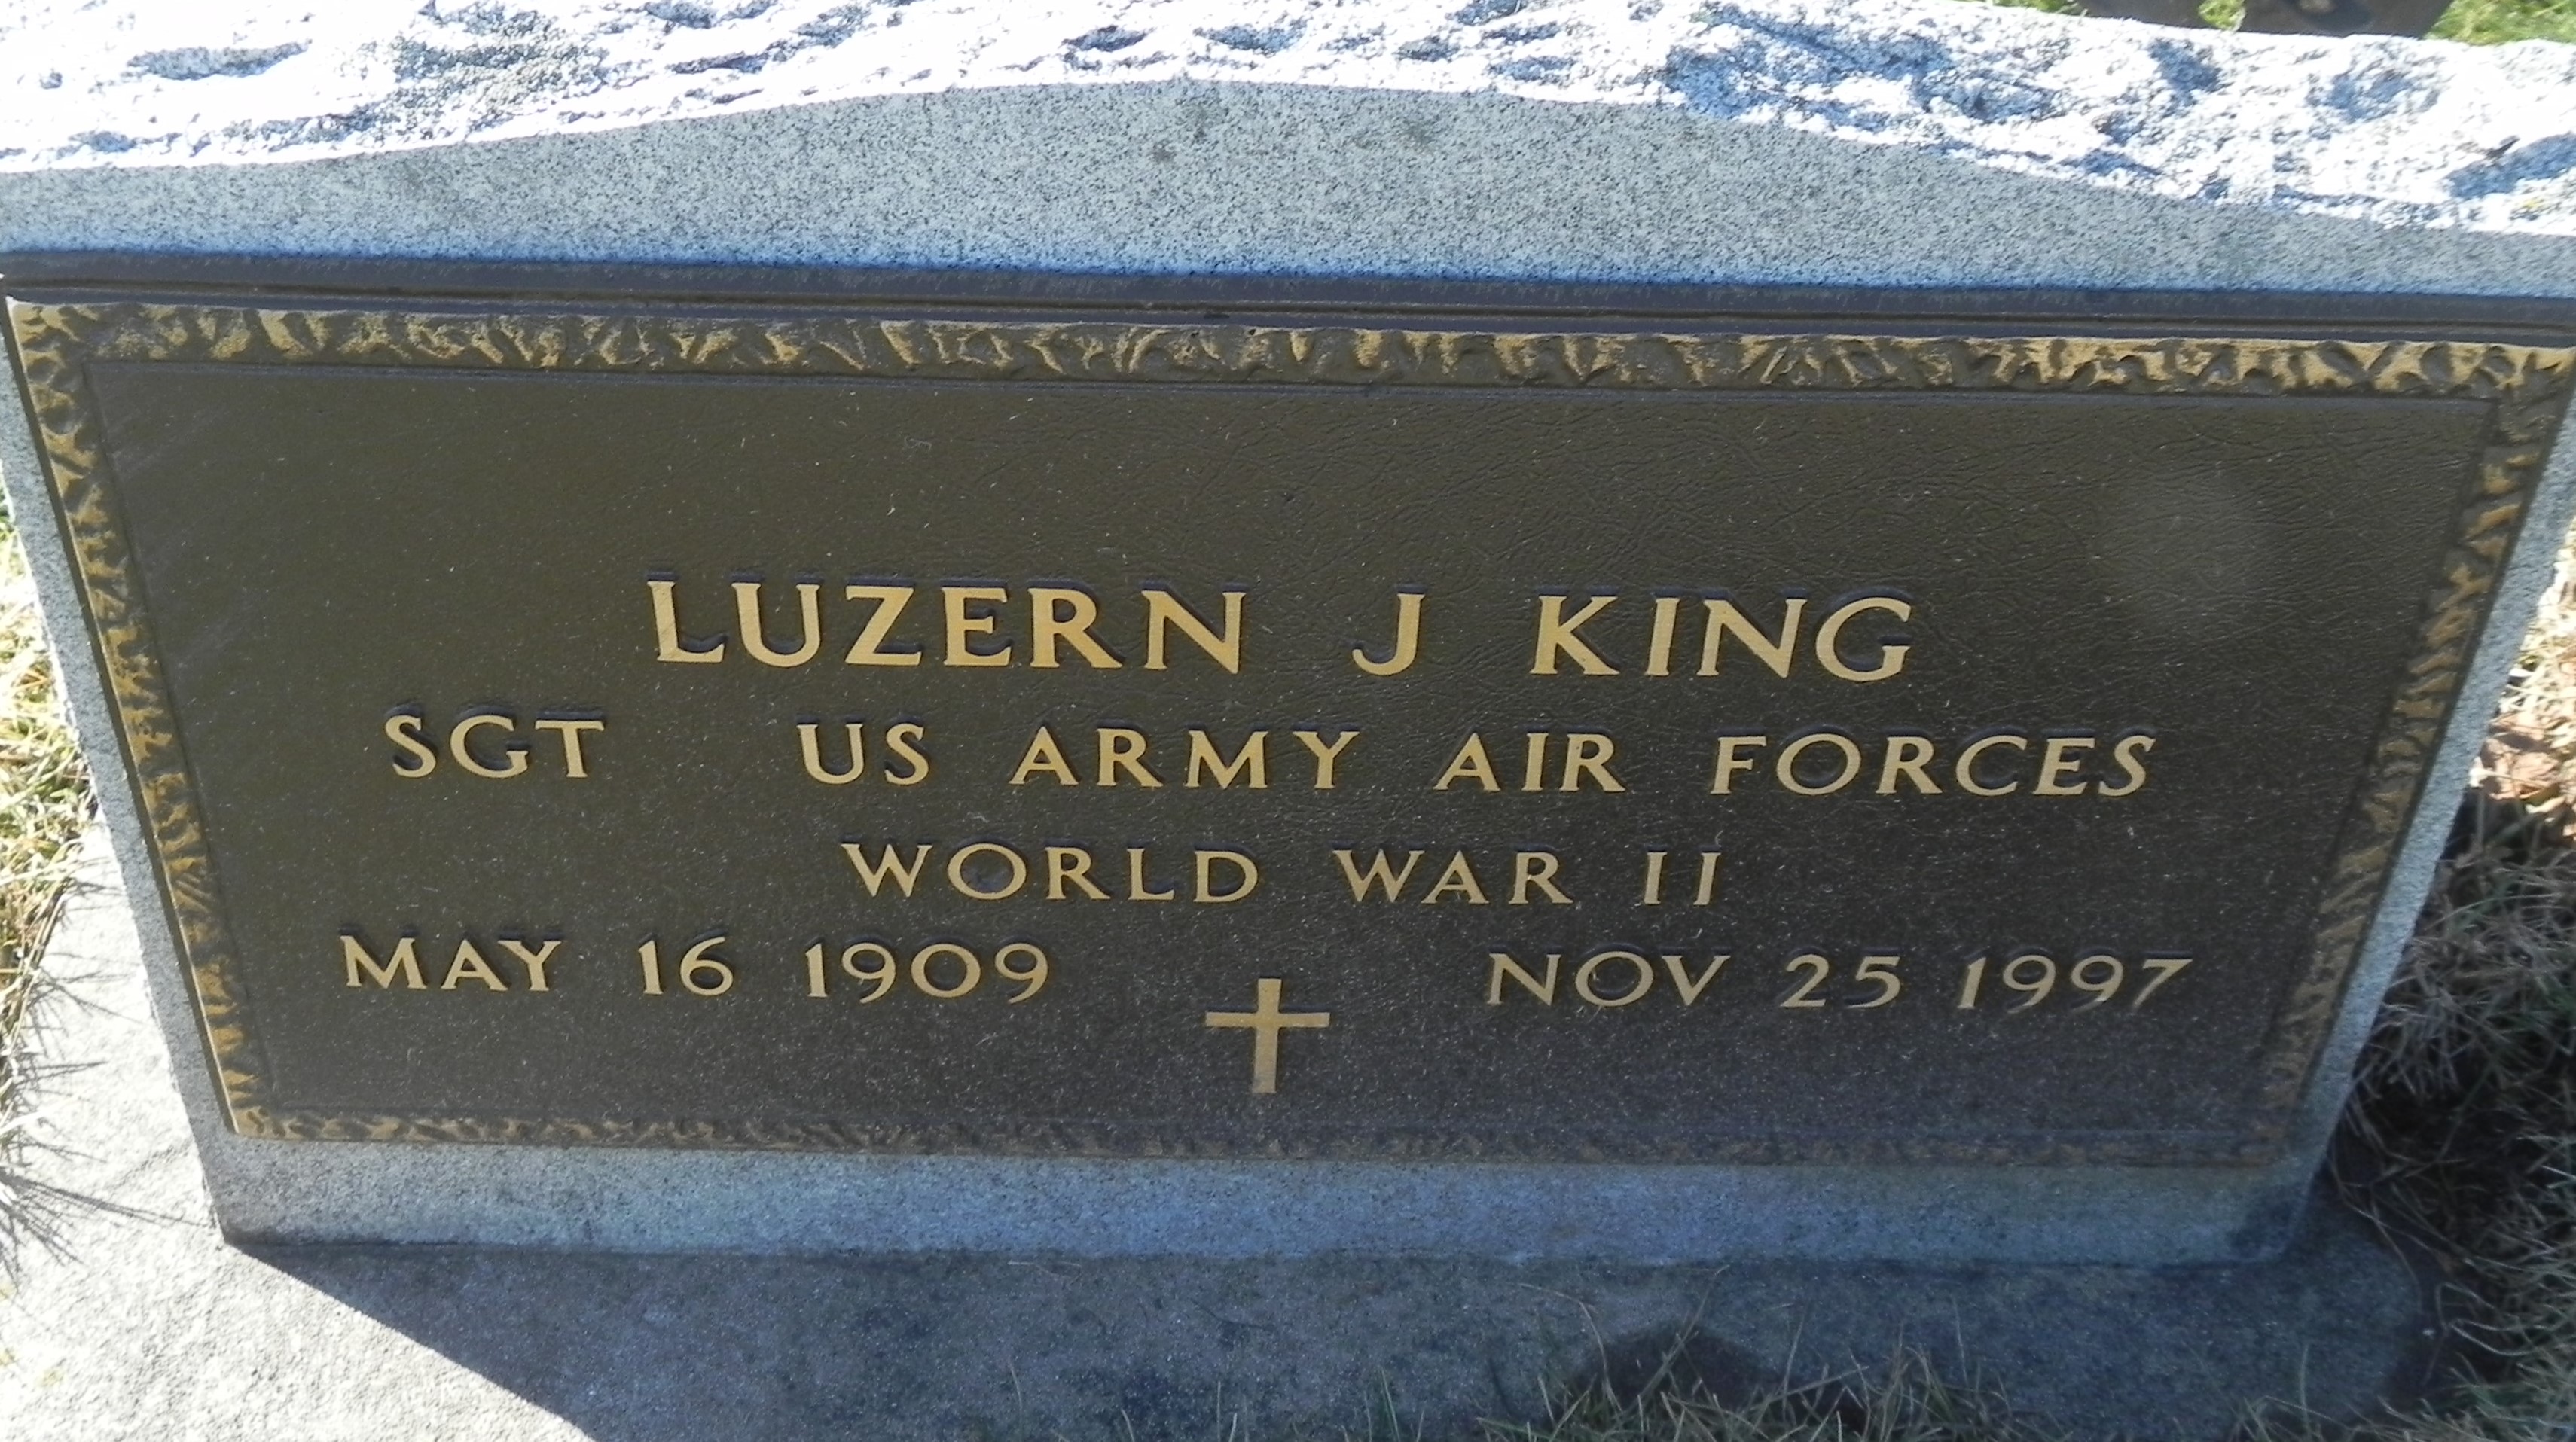 LUZERN J KING
SGT US ARMY AIR FORCES
WORLD WAR II
MAY 16 1909 NOV 25 1997